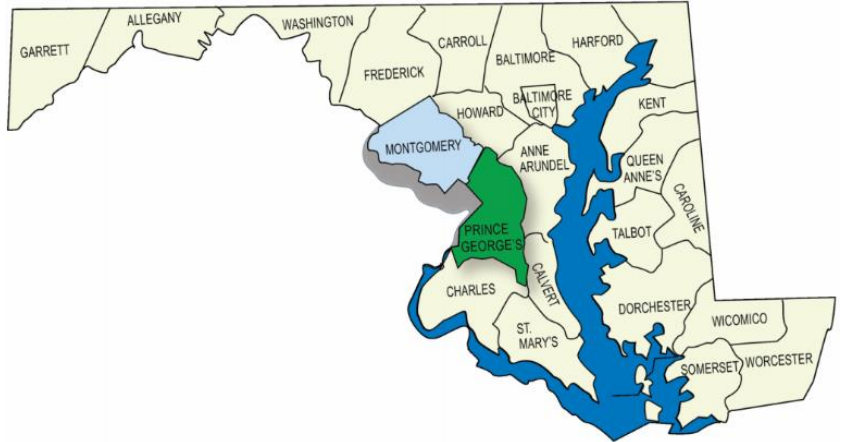 GARRETT
ALLEGANY
WASHINGTON
FREDERICK
CARROLL
BALTIMORE
HARFORD
HOWARD
BALTIMORE
CITY
KENT
MONTGOMERY
ANNE
ARUNDEL
QUEEN
ANNE'S
CAROLINE
TALBOT
PRINCE
GEORGE'S
CALVERT
CHARLES
ST.
MARY'S
DORCHESTER
WICOMICO
SOMERSET
WORCESTER